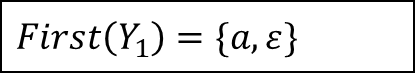 First(Y₁) = {a, ε}